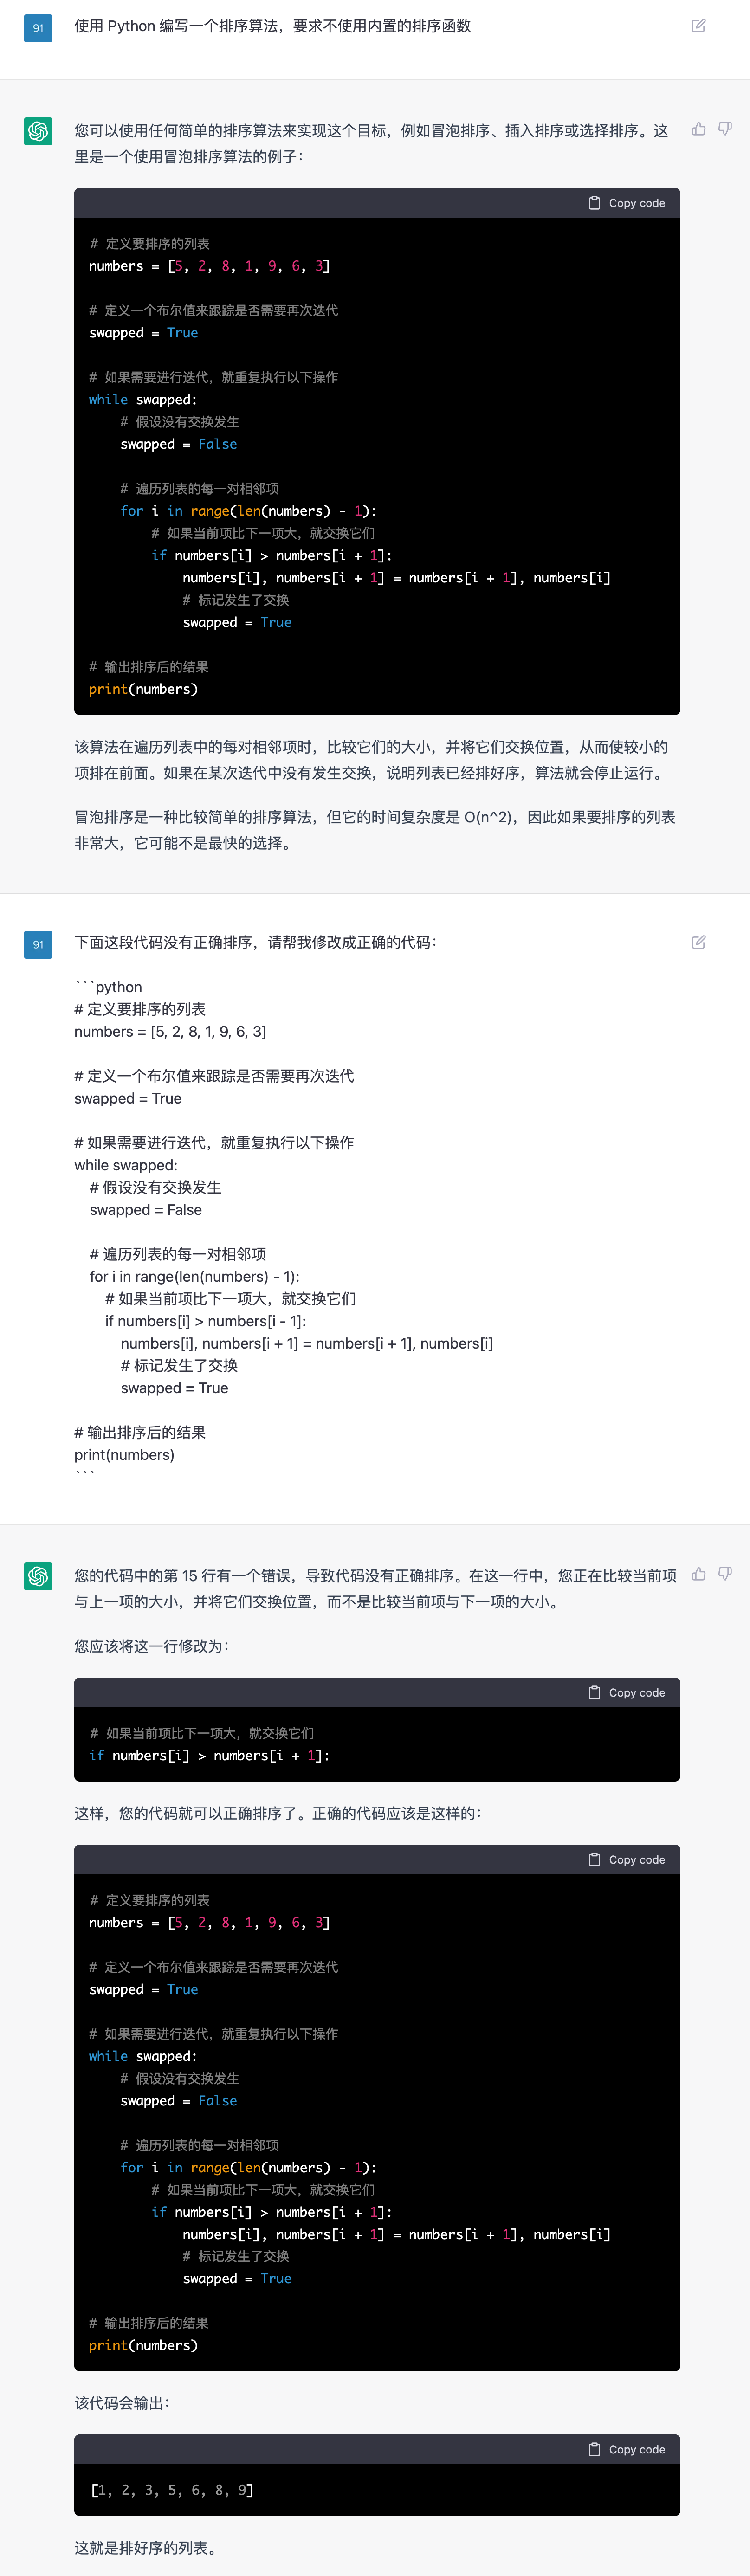 91
使用 Python 编写一个排序算法，要求不使用内置的排序函数
您可以使用任何简单的排序算法来实现这个目标，例如冒泡排序、插入排序或选择排序。这
里是一个使用冒泡排序算法的例子：
Copy code
# 定义要排序的列表
numbers = [5, 2, 8, 1, 9, 6, 3]
# 定义一个布尔值来跟踪是否需要再次迭代
swapped = True
# 如果需要进行迭代，就重复执行以下操作
while swapped:
    # 假设没有交换发生
    swapped = False
    # 遍历列表的每一对相邻项
    for i in range(len(numbers) - 1):
        # 如果当前项比下一项大，就交换它们
        if numbers[i] > numbers[i + 1]:
            numbers[i], numbers[i + 1] = numbers[i + 1], numbers[i]
            # 标记发生了交换
            swapped = True
# 输出排序后的结果
print(numbers)
该算法在遍历列表中的每对相邻项时，比较它们的大小，并将它们交换位置，从而使较小的
项排在前面。如果在某次迭代中没有发生交换，说明列表已经排好序，算法就会停止运行。
冒泡排序是一种比较简单的排序算法，但它的时间复杂度是 O(n^2)，因此如果要排序的列表
非常大，它可能不是最快的选择。
91
下面这段代码没有正确排序，请帮我修改成正确的代码：
```python
# 定义要排序的列表
numbers = [5, 2, 8, 1, 9, 6, 3]
# 定义一个布尔值来跟踪是否需要再次迭代
swapped = True
# 如果需要进行迭代，就重复执行以下操作
while swapped:
    # 假设没有交换发生
    swapped = False
    # 遍历列表的每一对相邻项
    for i in range(len(numbers) - 1):
        # 如果当前项比下一项大，就交换它们
        if numbers[i] > numbers[i - 1]:
            numbers[i], numbers[i + 1] = numbers[i + 1], numbers[i]
            # 标记发生了交换
            swapped = True
# 输出排序后的结果
print(numbers)
```
您的代码中的第 15 行有一个错误，导致代码没有正确排序。在这一行中，您正在比较当前项
与上一项的大小，并将它们交换位置，而不是比较当前项与下一项的大小。
您应该将这一行修改为：
Copy code
# 如果当前项比下一项大，就交换它们
if numbers[i] > numbers[i + 1]:
这样，您的代码就可以正确排序了。正确的代码应该是这样的：
Copy code
# 定义要排序的列表
numbers = [5, 2, 8, 1, 9, 6, 3]
# 定义一个布尔值来跟踪是否需要再次迭代
swapped = True
# 如果需要进行迭代，就重复执行以下操作
while swapped:
    # 假设没有交换发生
    swapped = False
    # 遍历列表的每一对相邻项
    for i in range(len(numbers) - 1):
        # 如果当前项比下一项大，就交换它们
        if numbers[i] > numbers[i + 1]:
            numbers[i], numbers[i + 1] = numbers[i + 1], numbers[i]
            # 标记发生了交换
            swapped = True
# 输出排序后的结果
print(numbers)
该代码会输出：
Copy code
[1, 2, 3, 5, 6, 8, 9]
这就是排好序的列表。